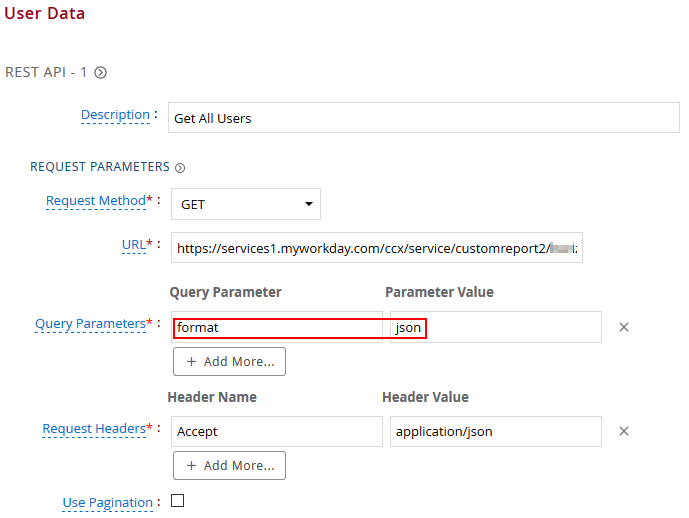 User Data
REST API - 1
Description :
Get All Users
REQUEST PARAMETERS
Request Method* :
GET
URL* :
https://services1.myworkday.com/ccx/service/customreport2/
Query Parameter Parameter Value
Query Parameters* :
format json
+ Add More...
Header Name Header Value
Request Headers* :
Accept application/json
+ Add More...
Use Pagination :